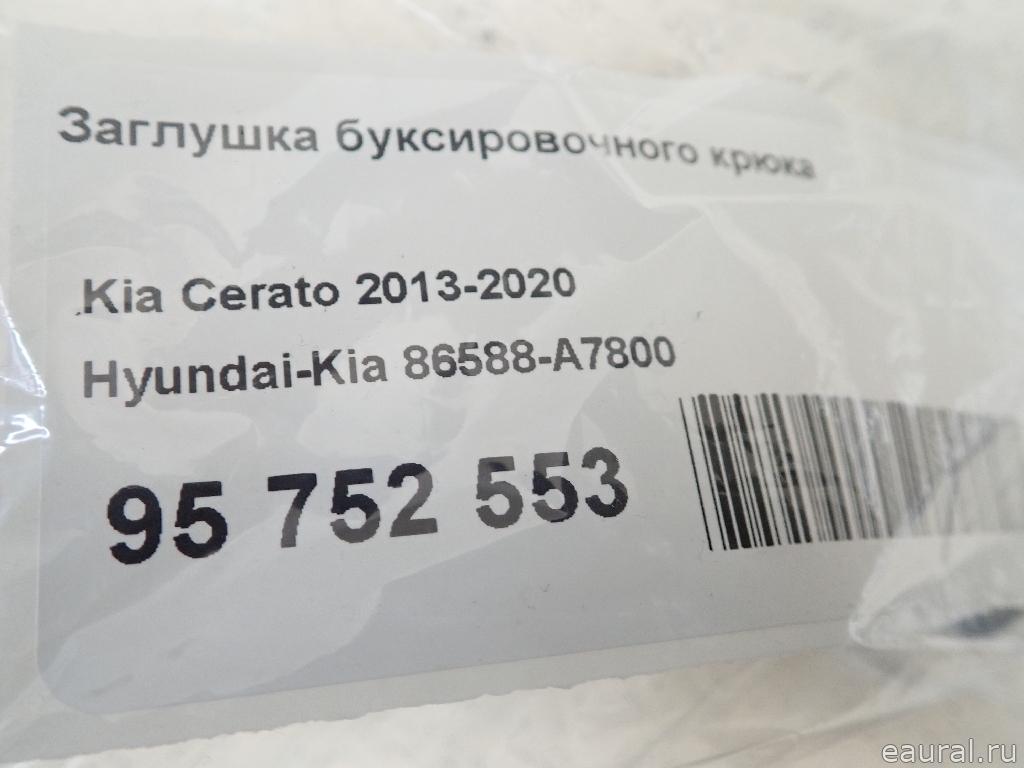 Заглушка буксировочного крюка
Kia Cerato 2013-2020
Hyundai-Kia 86588-A7800
95 752 553
eaural.ru